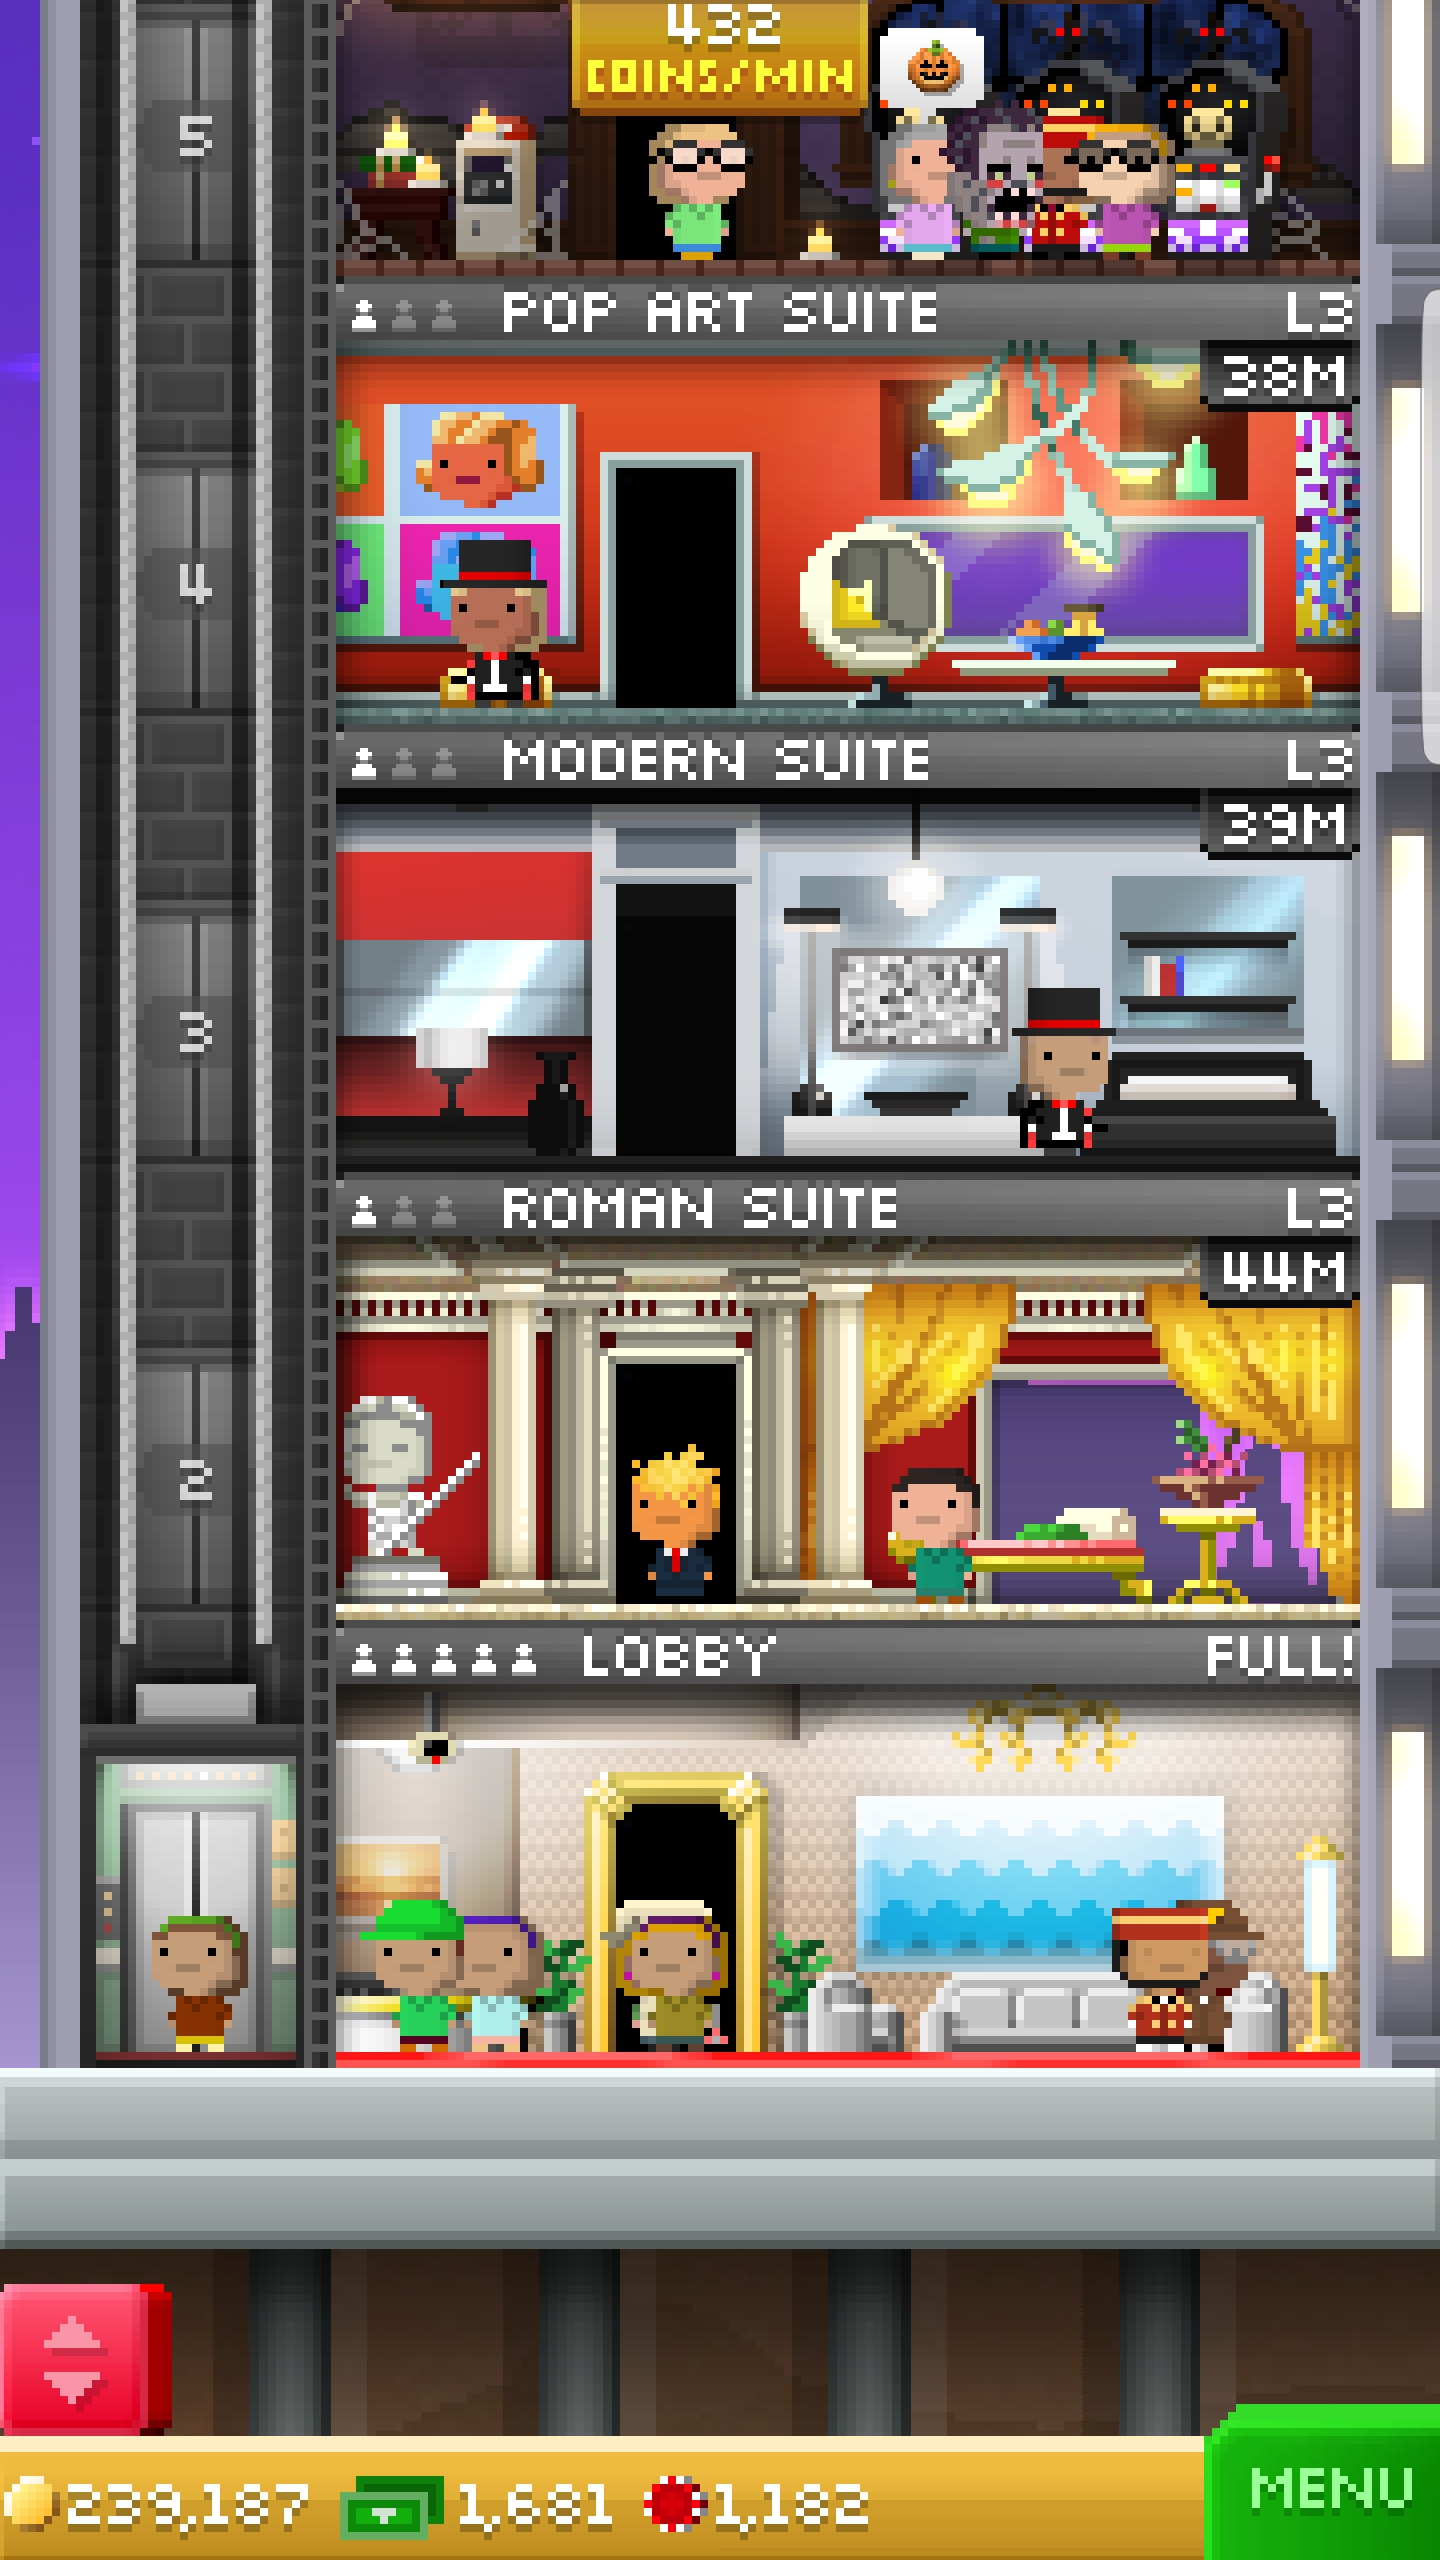 432
COINS/MIN
5
POP ART SUITE L3
38M
4
MODERN SUITE L3
39M
3
ROMAN SUITE L3
44M
2
LOBBY FULL!
239,187 1,681 1,182 MENU